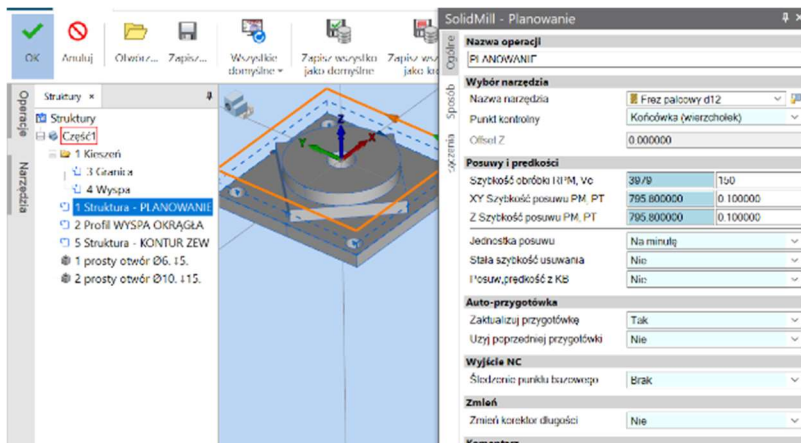 SolidMill - Planowanie
OK
Anuluj
Otwórz...
Zapisz...
Wszystkie domyślne
Zapisz wszystko jako domyślne
Zapisz
jako
Operacje
Narzędzia
Struktury
Struktury
Część1
1 Kieszeń
3 Granica
4 Wyspa
1 Struktura - PLANOWANIE
2 Profil WYSPA OKRĄGŁA
5 Struktura - KONTUR ZEW
1 prosty otwór Ø6. ↧5.
2 prosty otwór Ø10. ↧15.
Z
Y
X
Ogólne
Sposób
Nazwa operacji
PLANOWANIE
Wybór narzędzia
Nazwa narzędzia
Frez palcowy d12
Punkt kontrolny
Końcówka (wierzchołek)
Offset Z
0.000000
Posuwy i prędkości
Szybkość obróbki RPM, Vc
3979
150
XY Szybkość posuwu PM, PT
795.800000
0.100000
Z Szybkość posuwu PM, PT
795.800000
0.100000
Jednostka posuwu
Na minutę
Stała szybkość usuwania
Nie
Posuw,prędkość z KB
Nie
Auto-przygotówka
Zaktualizuj przygotówkę
Tak
Użyj poprzedniej przygotówki
Nie
Wyjście NC
Śledzenie punktu bazowego
Brak
Zmień
Zmień korektor długości
Nie
Komentarz